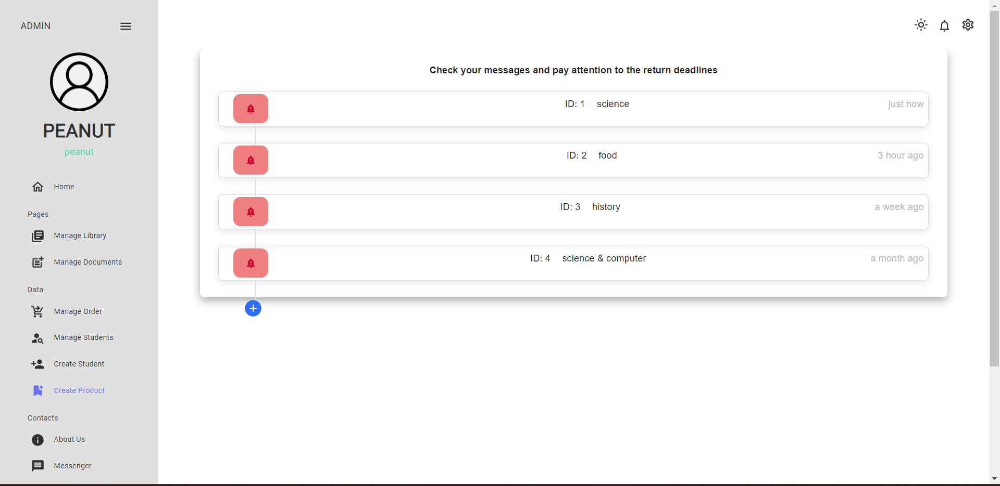 ADMIN
PEANUT
peanut
Home
Pages
Manage Library
Manage Documents
Data
Manage Order
Manage Students
Create Student
Create Product
Contacts
About Us
Messenger
Check your messages and pay attention to the return deadlines
ID: 1 science just now
ID: 2 food 3 hour ago
ID: 3 history a week ago
ID: 4 science & computer a month ago